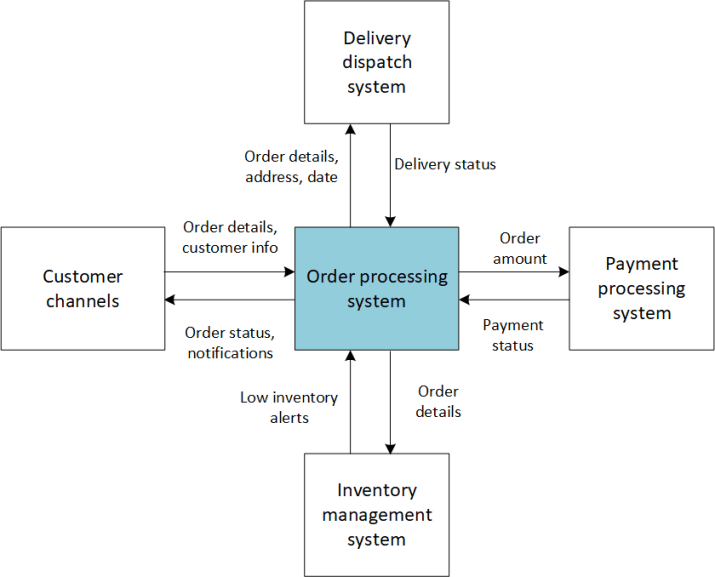 Delivery
dispatch
system
Order details,
address, date
Delivery status
Order details,
customer info
Order
amount
Customer
channels
Order processing
system
Payment
processing
system
Order status,
notifications
Payment
status
Low inventory
alerts
Order
details
Inventory
management
system